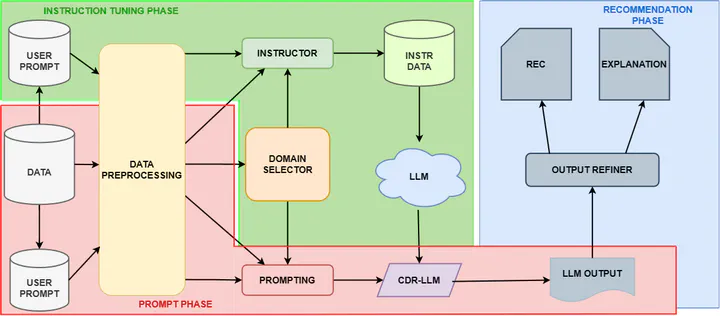 INSTRUCTION TUNING PHASE
RECOMMENDATION
PHASE
USER
PROMPT
INSTRUCTOR
INSTR
DATA
REC
EXPLANATION
DATA
DATA
PREPROCESSING
DOMAIN
SELECTOR
LLM
OUTPUT REFINER
USER
PROMPT
PROMPTING
CDR-LLM
LLM OUTPUT
PROMPT PHASE